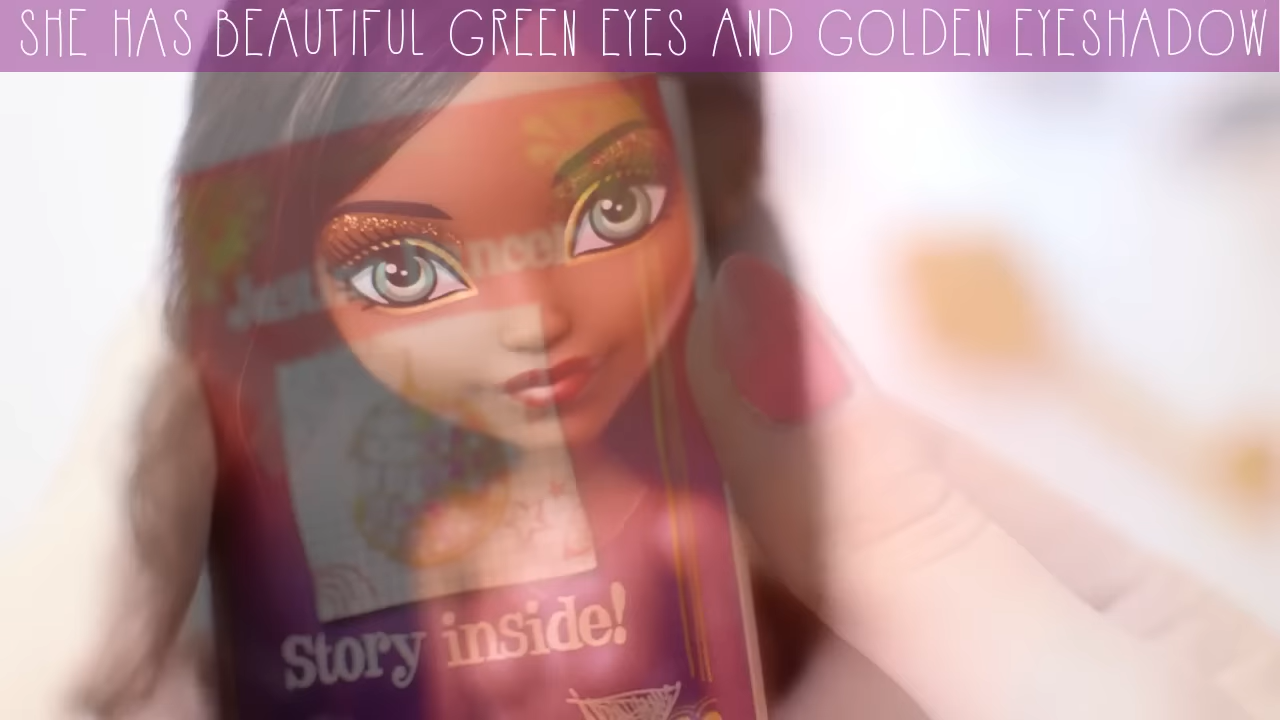 SHE HAS BEAUTIFUL GREEN EYES AND GOLDEN EYESHADOW
Story inside!